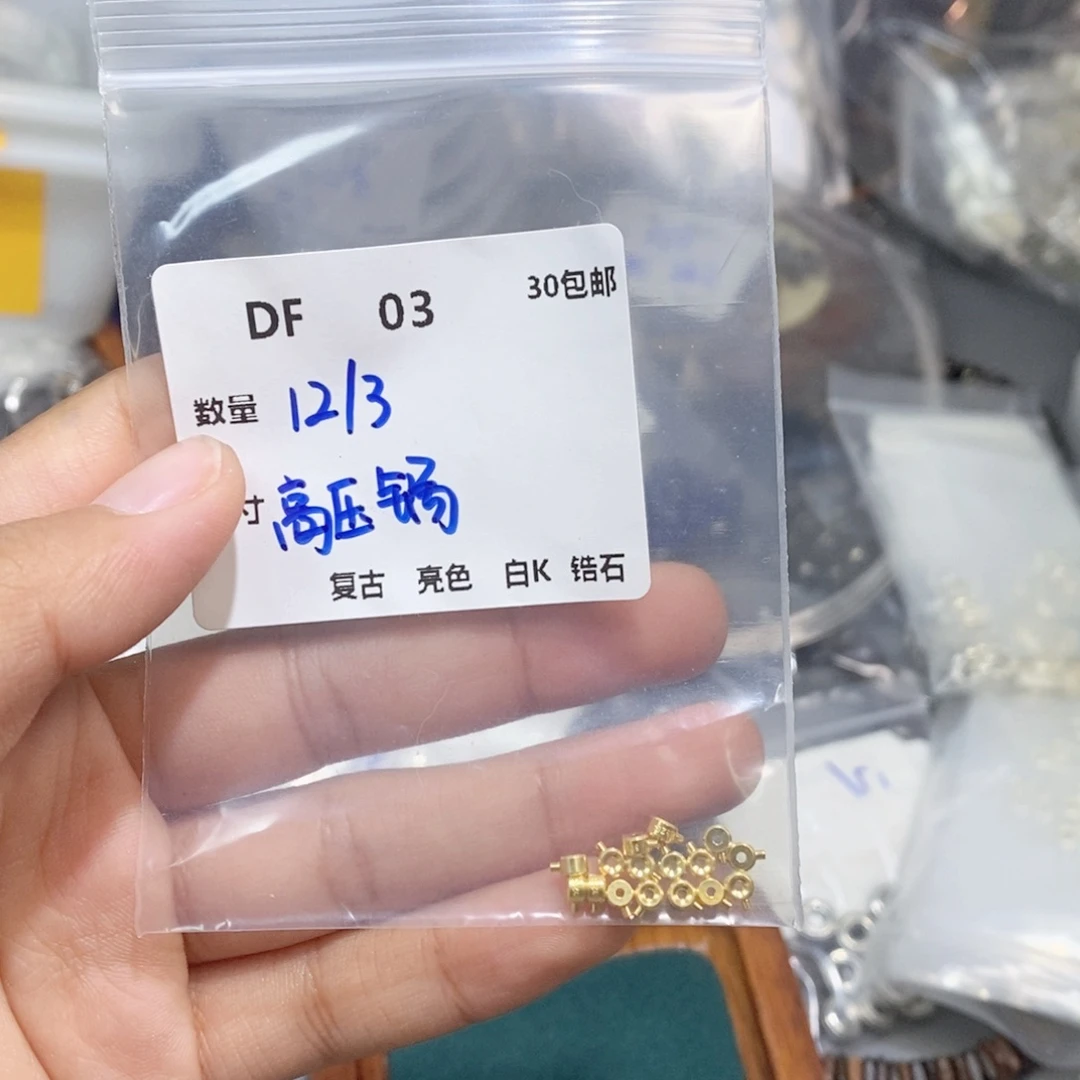 DF 03 30包邮
数量 12/3
寸 高压锅
复古 亮色 白K 锆石